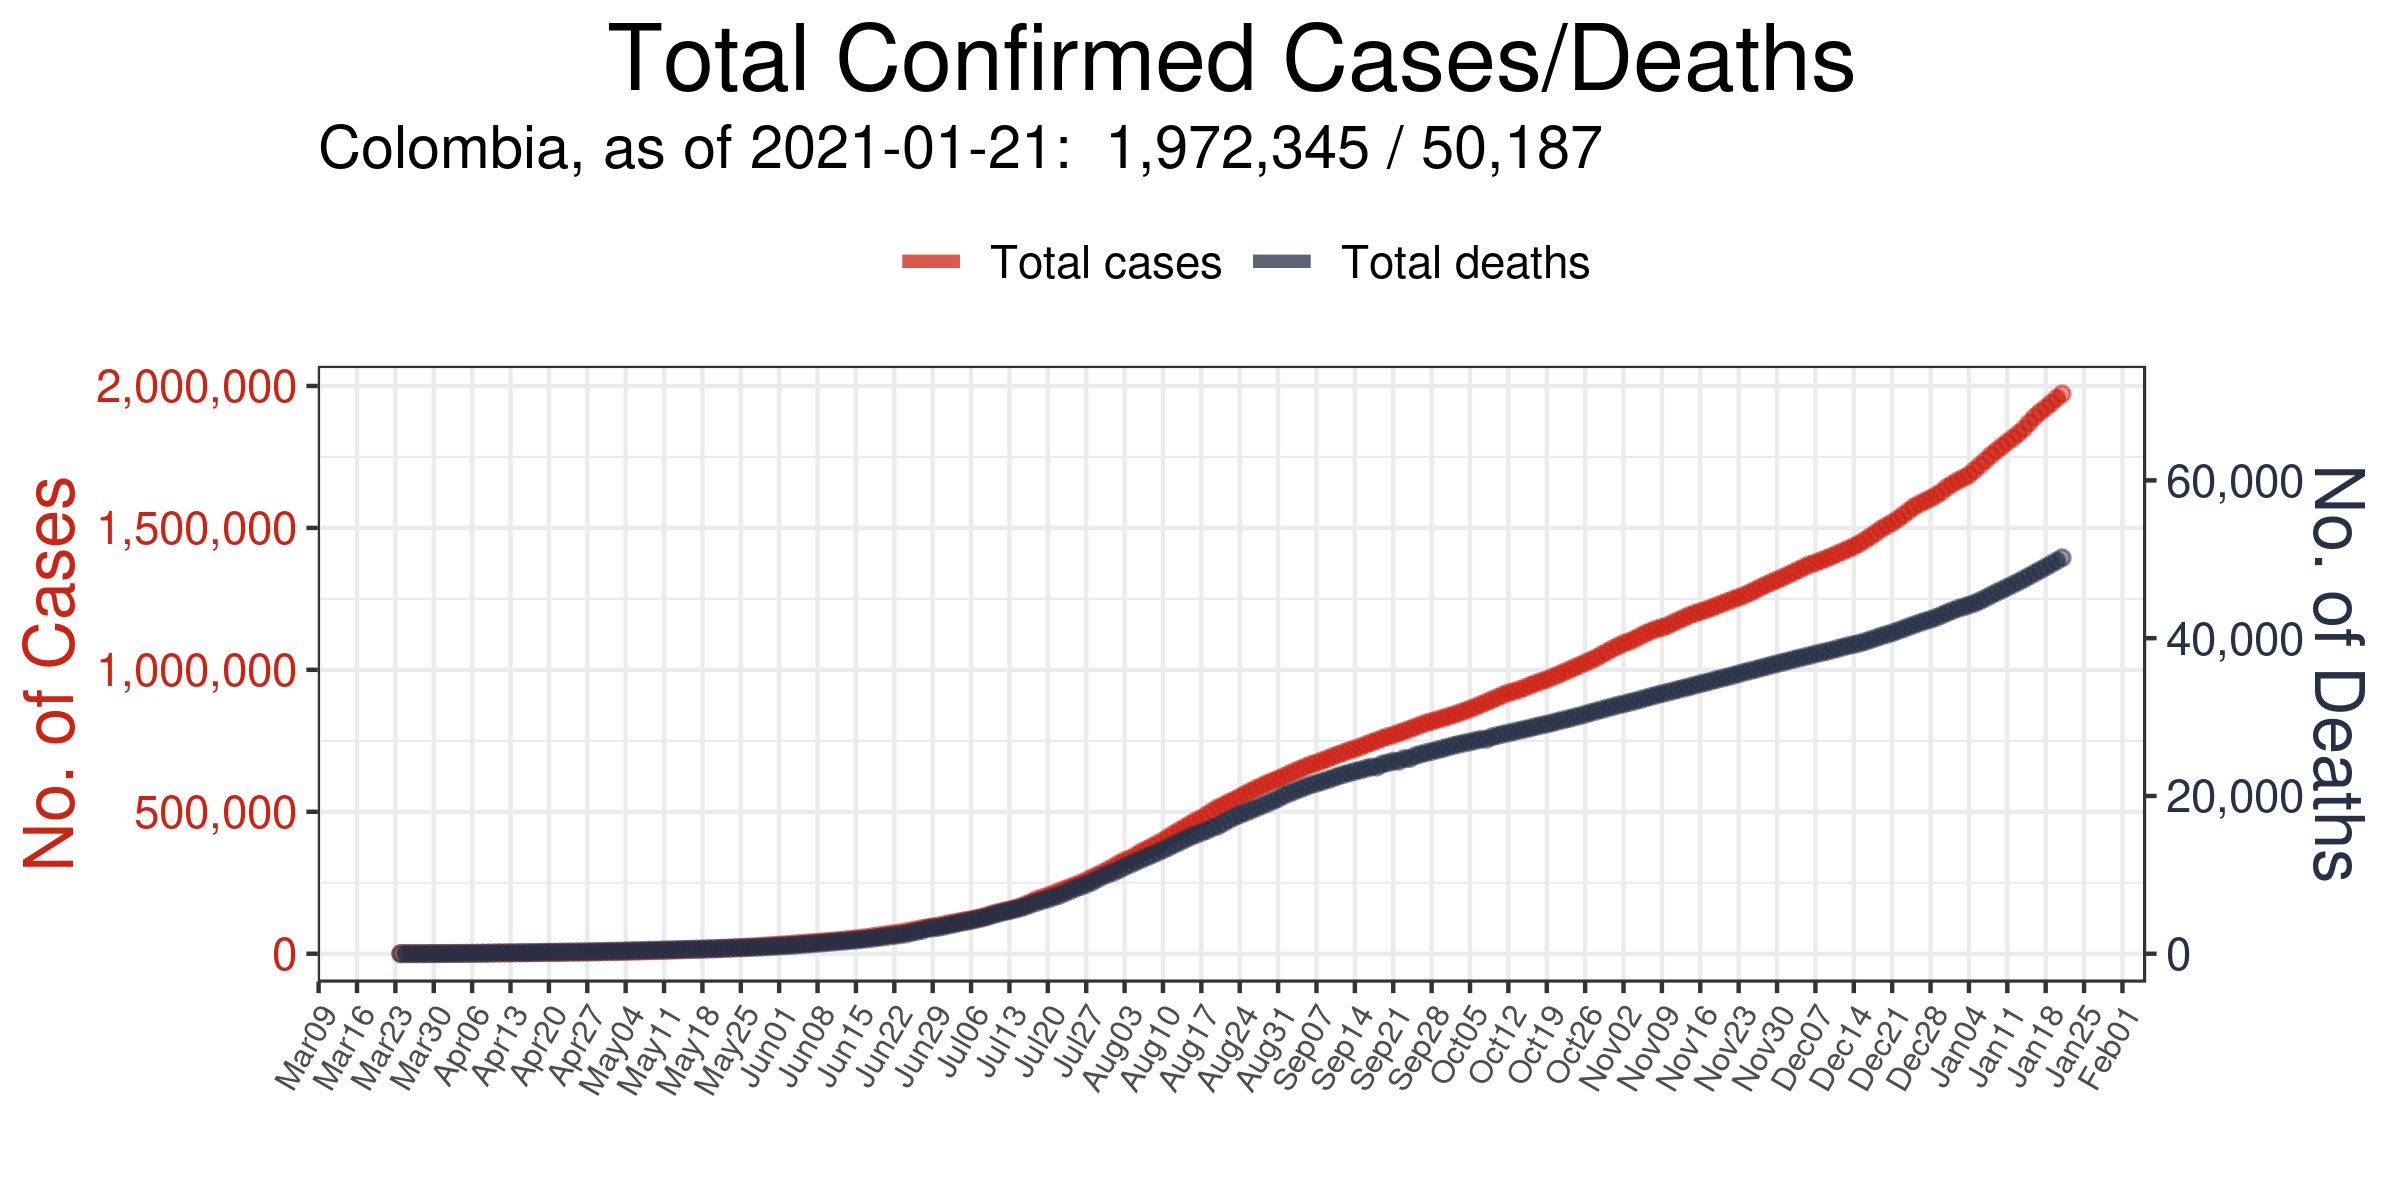 Total Confirmed Cases/Deaths
Colombia, as of 2021-01-21:  1,972,345 / 50,187
Total cases
Total deaths
No. of Cases
2,000,000
1,500,000
1,000,000
500,000
0
60,000
40,000
20,000
0
No. of Deaths
Mar09
Mar16
Mar23
Mar30
Apr06
Apr13
Apr20
Apr27
May04
May11
May18
May25
Jun01
Jun08
Jun15
Jun22
Jun29
Jul06
Jul13
Jul20
Jul27
Aug03
Aug10
Aug17
Aug24
Aug31
Sep07
Sep14
Sep21
Sep28
Oct05
Oct12
Oct19
Oct26
Nov02
Nov09
Nov16
Nov23
Nov30
Dec07
Dec14
Dec21
Dec28
Jan04
Jan11
Jan18
Jan25
Feb01